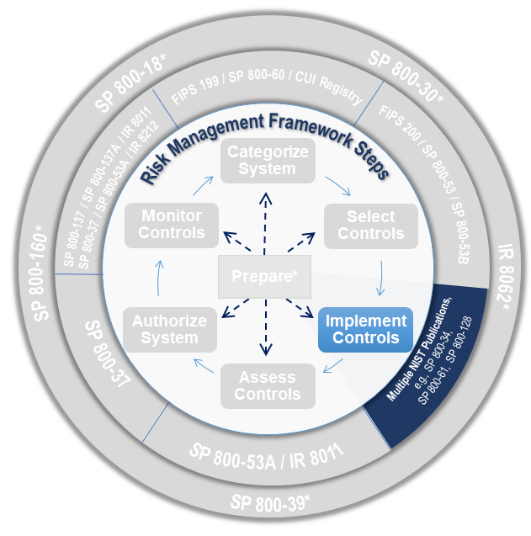 SP 800-18*
SP 800-30*
FIPS 199 / SP 800-60 / CUI Registry
FIPS 200 / SP 800-53 / SP 800-53B
SP 800-137 / SP 800-137A / IR 8011
SP 800-37 / SP 800-53A / IR 8212
Risk Management Framework Steps
Categorize
System
Monitor
Controls
Select
Controls
SP 800-160*
IR 8062*
Prepare*
Authorize
System
Implement
Controls
Multiple NIST Publications,
e.g., SP 800-34,
SP 800-61, SP 800-128
SP 800-37
Assess
Controls
SP 800-53A / IR 8011
SP 800-39*